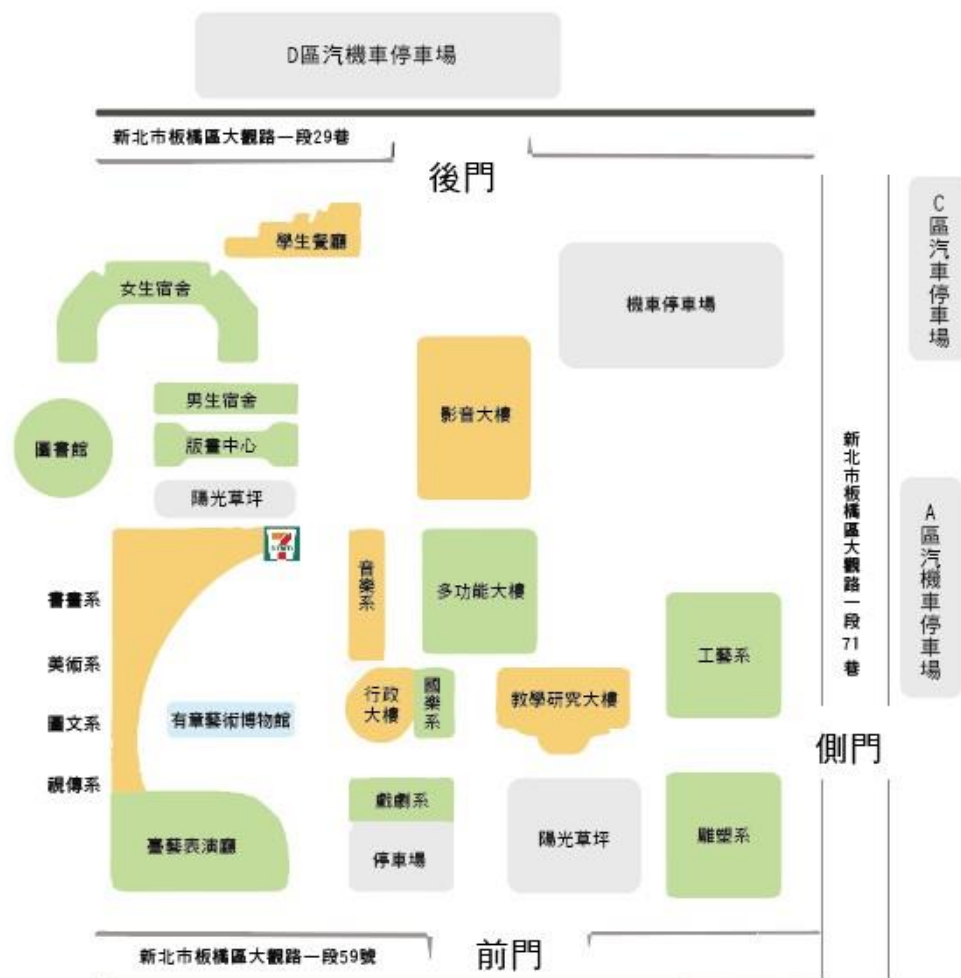 D區汽機車停車場
新北市板橋區大觀路一段29巷
後門
學生餐廳
女生宿舍
機車停車場
C區汽車停車場
男生宿舍
影音大樓
圖書館
版畫中心
陽光草坪
新北市板橋區大觀路一段71巷
A區汽機車停車場
7
音樂系
多功能大樓
書畫系
工藝系
美術系
行政
大樓
國樂系
教學研究大樓
圖文系
有章藝術博物館
側門
視傳系
戲劇系
臺藝表演廳
停車場
陽光草坪
雕塑系
新北市板橋區大觀路一段59號
前門